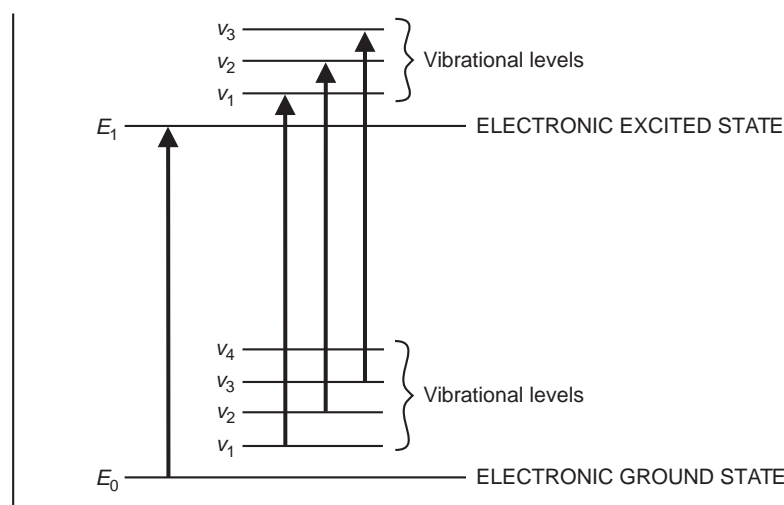 v3
v2 Vibrational levels
v1
E1 ELECTRONIC EXCITED STATE
v4
v3 Vibrational levels
v2
v1
E0 ELECTRONIC GROUND STATE